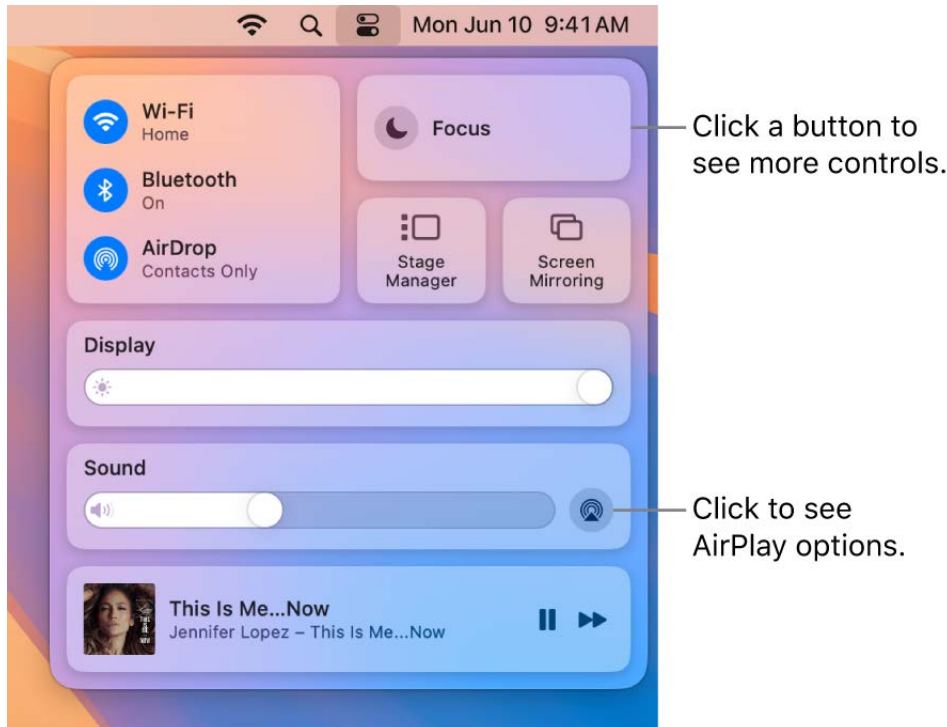 Mon Jun 10 9:41 AM
Wi-Fi
Home
Bluetooth
On
AirDrop
Contacts Only
Focus
Stage
Manager
Screen
Mirroring
Click a button to
see more controls.
Display
Sound
Click to see
AirPlay options.
This Is Me...Now
Jennifer Lopez – This Is Me...Now